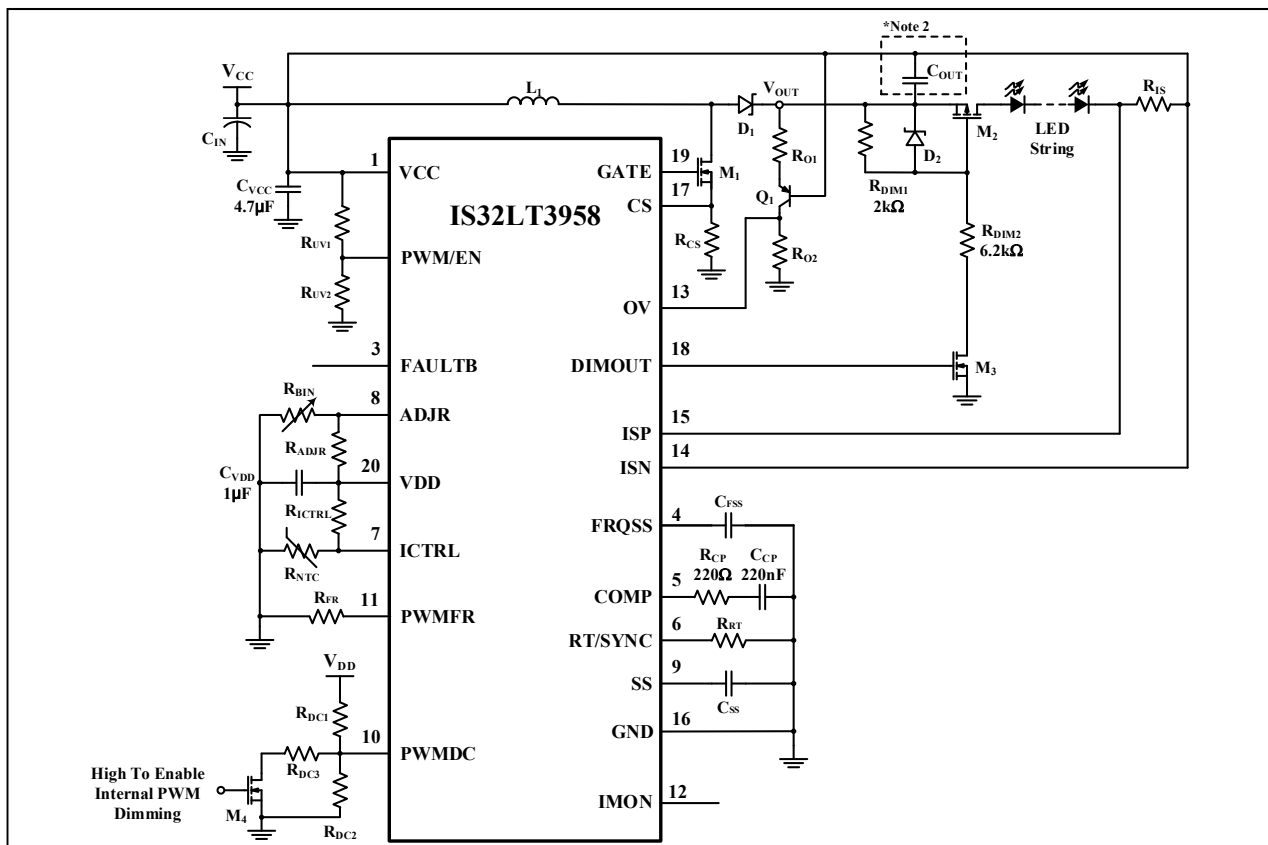 *Note 2
VCC
L1
VOUT
COUT
RIS
CIN
D1
M2
LED
String
D2
RO1
1
VCC
GATE
19
M1
CVCC
4.7μF
17
CS
Q1
RDIM1
2kΩ
IS32LT3958
RUV1
PWM/EN
RCS
RO2
RDIM2
6.2kΩ
RUV2
13
OV
3
FAULTB
DIMOUT
18
M3
RBIN
8
ADJR
15
ISP
RADJR
14
ISN
CVDD
1μF
20
VDD
RICTRL
FRQSS
4
CFSS
7
ICTRL
RNTC
RCP
220Ω
CCP
220nF
5
COMP
RFR
11
PWMFR
6
RT/SYNC
RRT
VDD
9
SS
CSS
RDC1
16
GND
10
PWMDC
RDC3
High To Enable
Internal PWM
Dimming
M4
RDC2
IMON
12